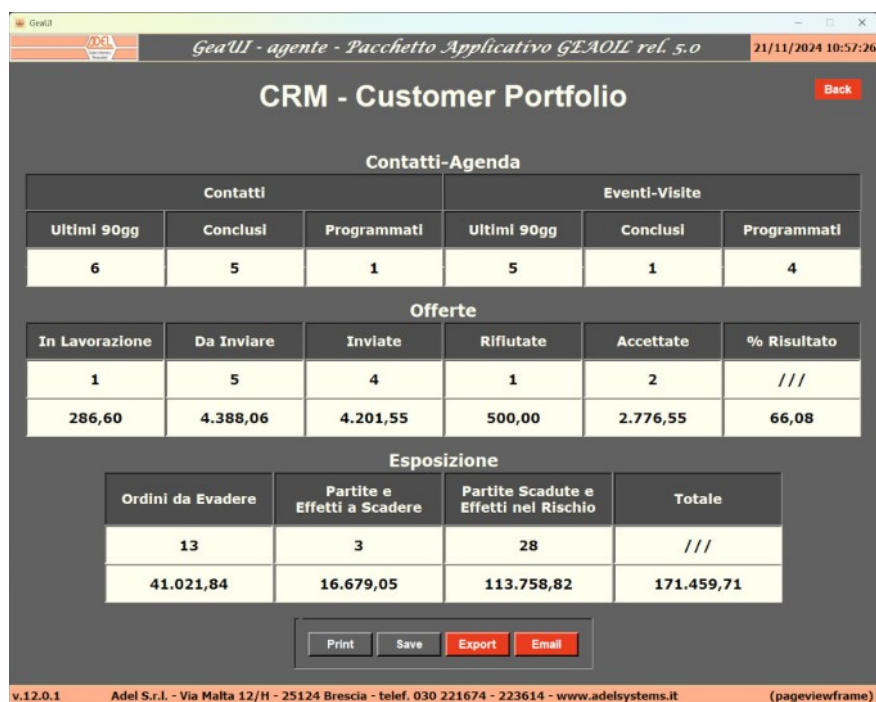 GeaUI
ADEL
GeaUI - agente - Pacchetto Applicativo GEAOIL rel. 5.0
21/11/2024 10:57:26
CRM - Customer Portfolio
Back
Contatti-Agenda
Contatti Eventi-Visite
Ultimi 90gg Conclusi Programmati Ultimi 90gg Conclusi Programmati
6 5 1 5 1 4
Offerte
In Lavorazione Da Inviare Inviate Rifiutate Accettate % Risultato
1 5 4 1 2 ///
286,60 4.388,06 4.201,55 500,00 2.776,55 66,08
Esposizione
Ordini da Evadere Partite e Effetti a Scadere Partite Scadute e Effetti nel Rischio Totale
13 3 28 ///
41.021,84 16.679,05 113.758,82 171.459,71
Print Save Export Email
v.12.0.1 Adel S.r.l. - Via Malta 12/H - 25124 Brescia - telef. 030 221674 - 223614 - www.adelsystems.it (pageviewframe)